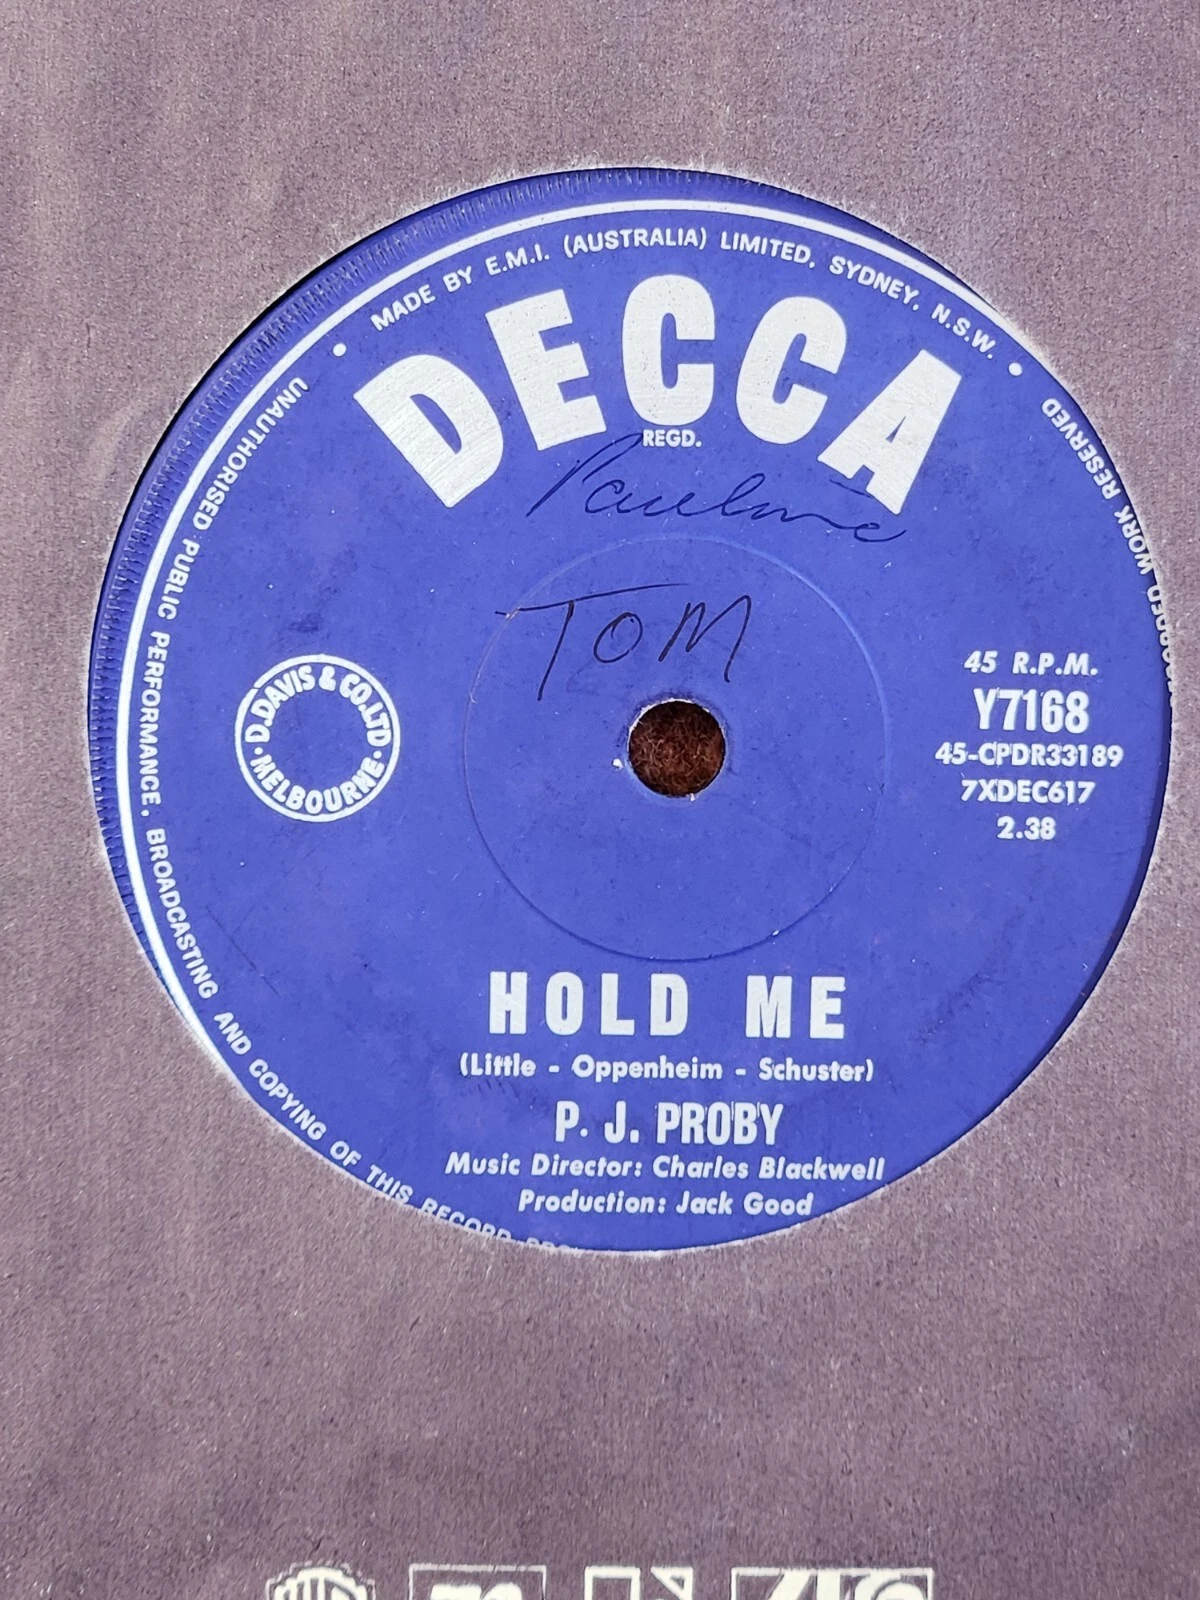 MADE BY E.M.I. (AUSTRALIA) LIMITED, SYDNEY, N.S.W.
DECCA
REGD.
Pauline
TOM
D. DAVIS & CO. LTD
MELBOURNE
45 R.P.M.
Y7168
45-CPDR33189
7XDEC617
2.38
HOLD ME
(Little - Oppenheim - Schuster)
P. J. PROBY
Music Director: Charles Blackwell
Production: Jack Good
UNAUTHORISED PUBLIC PERFORMANCE, BROADCASTING AND COPYING OF THIS RECORD
WORK RESERVED